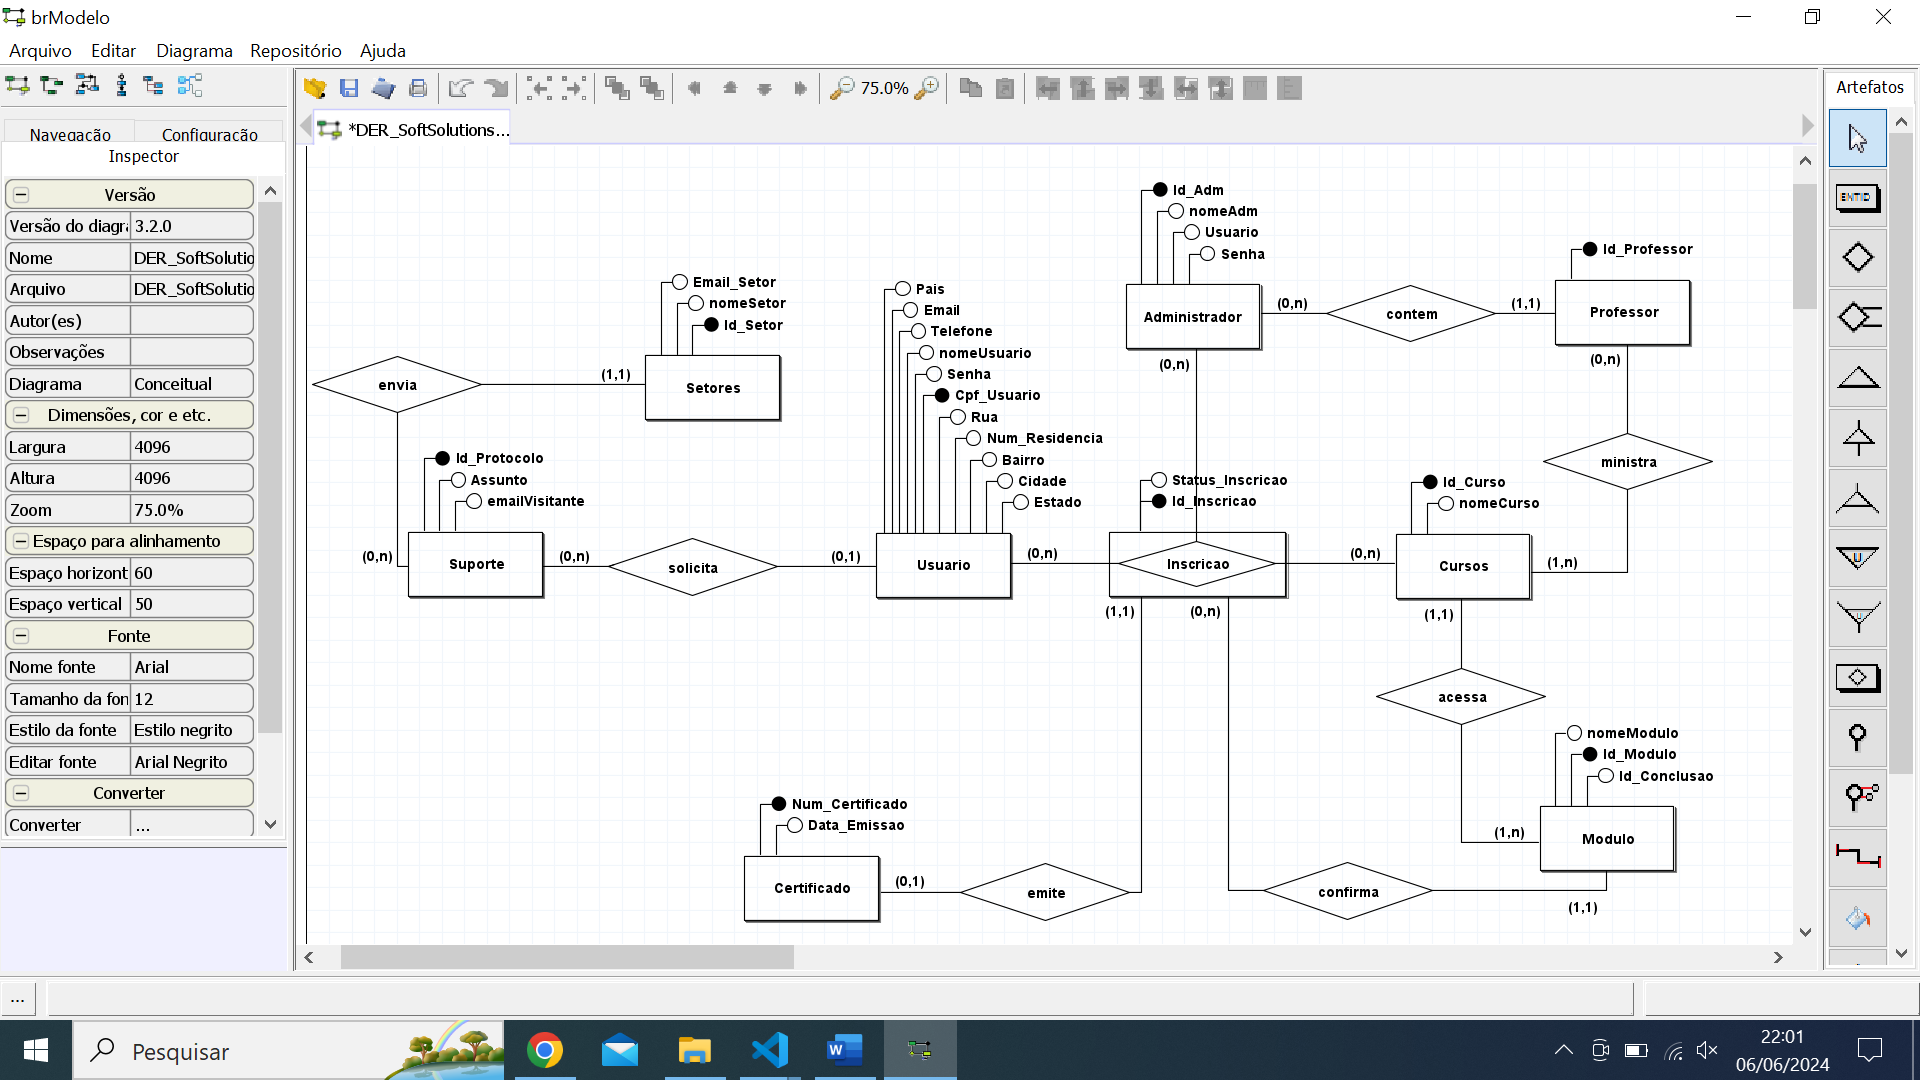 brModelo
Arquivo Editar Diagrama Repositório Ajuda
75.0%
Artefatos
Navegação Configuração
*DER_SoftSolutions...
Inspector
Versão
Versão do diagr 3.2.0
Nome DER_SoftSolutio
Arquivo DER_SoftSolutio
Autor(es)
Observações
Diagrama Conceitual
Dimensões, cor e etc.
Largura 4096
Altura 4096
Zoom 75.0%
Espaço para alinhamento
Espaço horizont 60
Espaço vertical 50
Fonte
Nome fonte Arial
Tamanho da fon 12
Estilo da fonte Estilo negrito
Editar fonte Arial Negrito
Converter
Converter ...
Id_Adm
nomeAdm
Usuario
Senha
Administrador
(0,n)
contem
(1,1)
Id_Professor
Professor
(0,n)
(0,n)
ministra
Email_Setor
nomeSetor
Id_Setor
Setores
(1,1)
envia
Pais
Email
Telefone
nomeUsuario
Senha
Cpf_Usuario
Rua
Num_Residencia
Bairro
Cidade
Estado
Usuario
Id_Protocolo
Assunto
emailVisitante
Suporte
(0,n)
(0,n)
solicita
(0,1)
(0,n)
Status_Inscricao
Id_Inscricao
Inscricao
(0,n)
Id_Curso
nomeCurso
Cursos
(1,n)
(1,1)
(0,n)
(1,1)
acessa
nomeModulo
Id_Modulo
Id_Conclusao
Modulo
(1,n)
Num_Certificado
Data_Emissao
Certificado
(0,1)
emite
confirma
(1,1)
ENTID
U
U
...
Pesquisar
W
22:01
06/06/2024